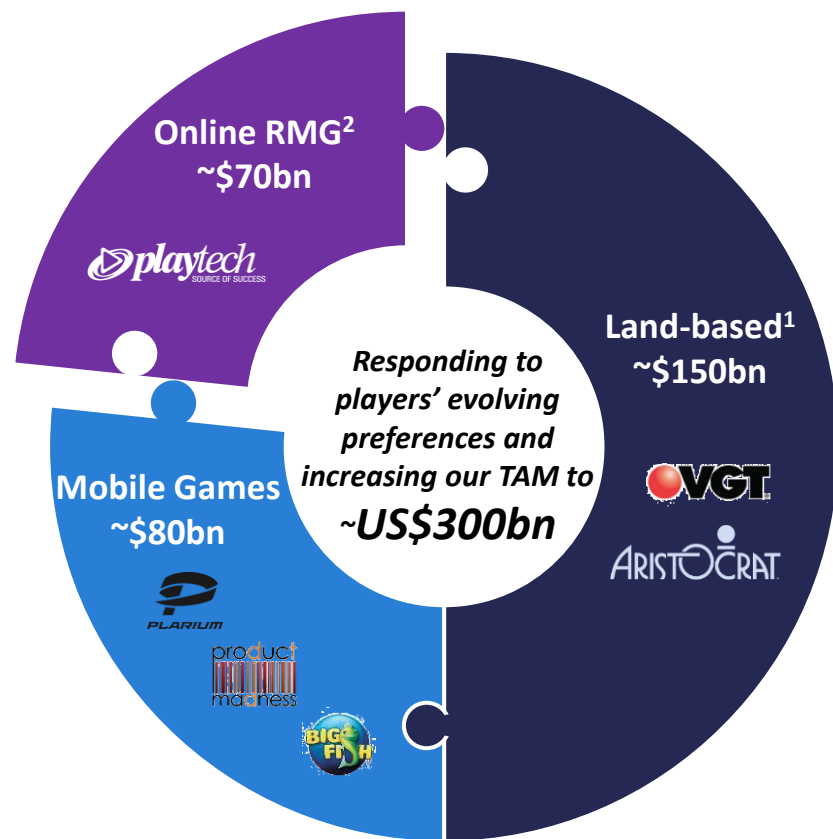 Online RMG²
~$70bn
playtech
SOURCE OF SUCCESS
Land-based¹
~$150bn
VGT
ARISTOCRAT
Responding to
players’ evolving
preferences and
increasing our TAM to
~US$300bn
Mobile Games
~$80bn
PLARIUM
product
madness
BIG
FISH